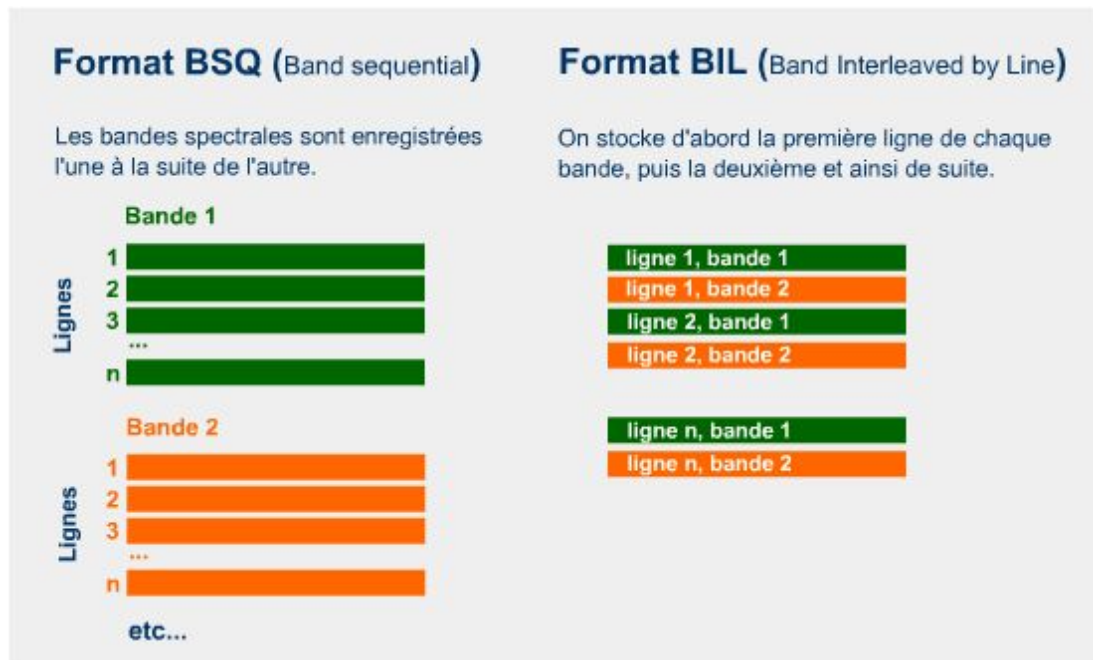 Format BSQ (Band sequential)
Les bandes spectrales sont enregistrées
l'une à la suite de l'autre.
Bande 1
Lignes
1
2
3
...
n
Bande 2
Lignes
1
2
3
...
n
etc...
Format BIL (Band Interleaved by Line)
On stocke d'abord la première ligne de chaque
bande, puis la deuxième et ainsi de suite.
ligne 1, bande 1
ligne 1, bande 2
ligne 2, bande 1
ligne 2, bande 2
ligne n, bande 1
ligne n, bande 2